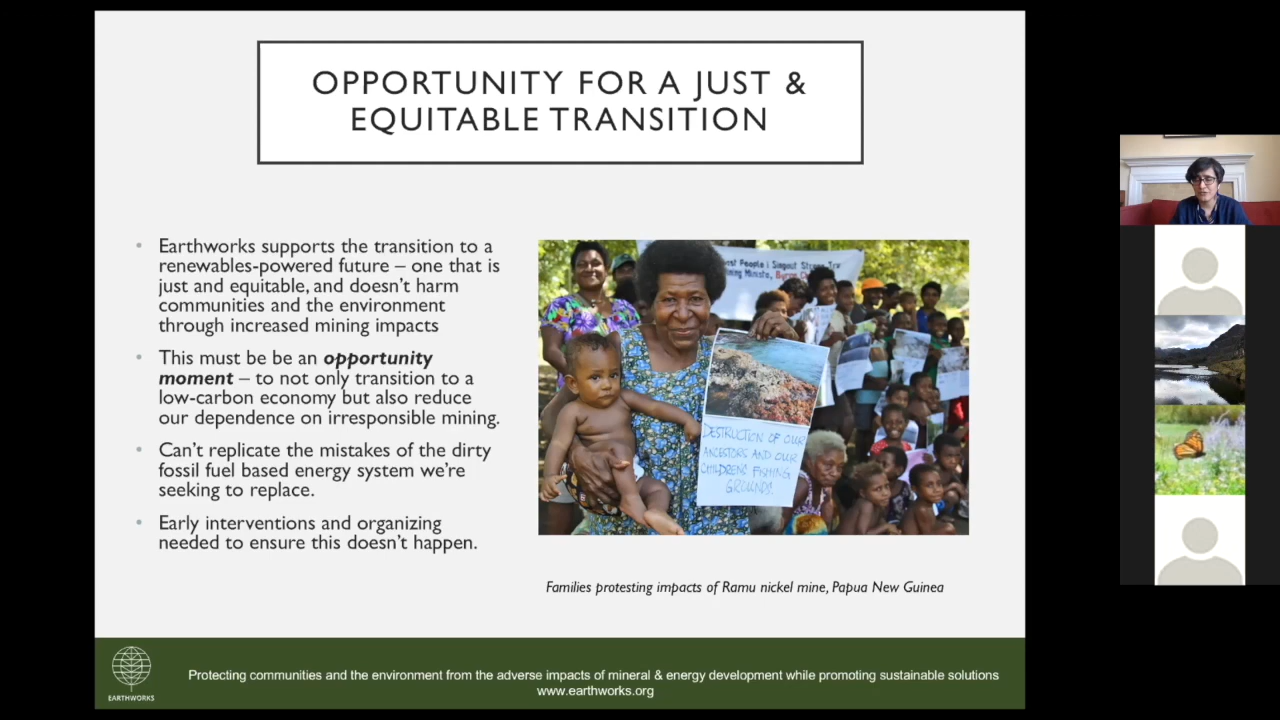 OPPORTUNITY FOR A JUST &
EQUITABLE TRANSITION
• Earthworks supports the transition to a
renewables-powered future – one that is
just and equitable, and doesn't harm
communities and the environment
through increased mining impacts
• This must be be an opportunity
moment – to not only transition to a
low-carbon economy but also reduce
our dependence on irresponsible mining.
• Can't replicate the mistakes of the dirty
fossil fuel based energy system we're
seeking to replace.
• Early interventions and organizing
needed to ensure this doesn't happen.
People Simpot Strong
Mining Minista,
DESTRUCTION OF OUR
ANCESTORS AND OUR
CHILDRENS FISHING
GROUNDS.
Families protesting impacts of Ramu nickel mine, Papua New Guinea
EARTHWORKS
Protecting communities and the environment from the adverse impacts of mineral & energy development while promoting sustainable solutions
www.earthworks.org